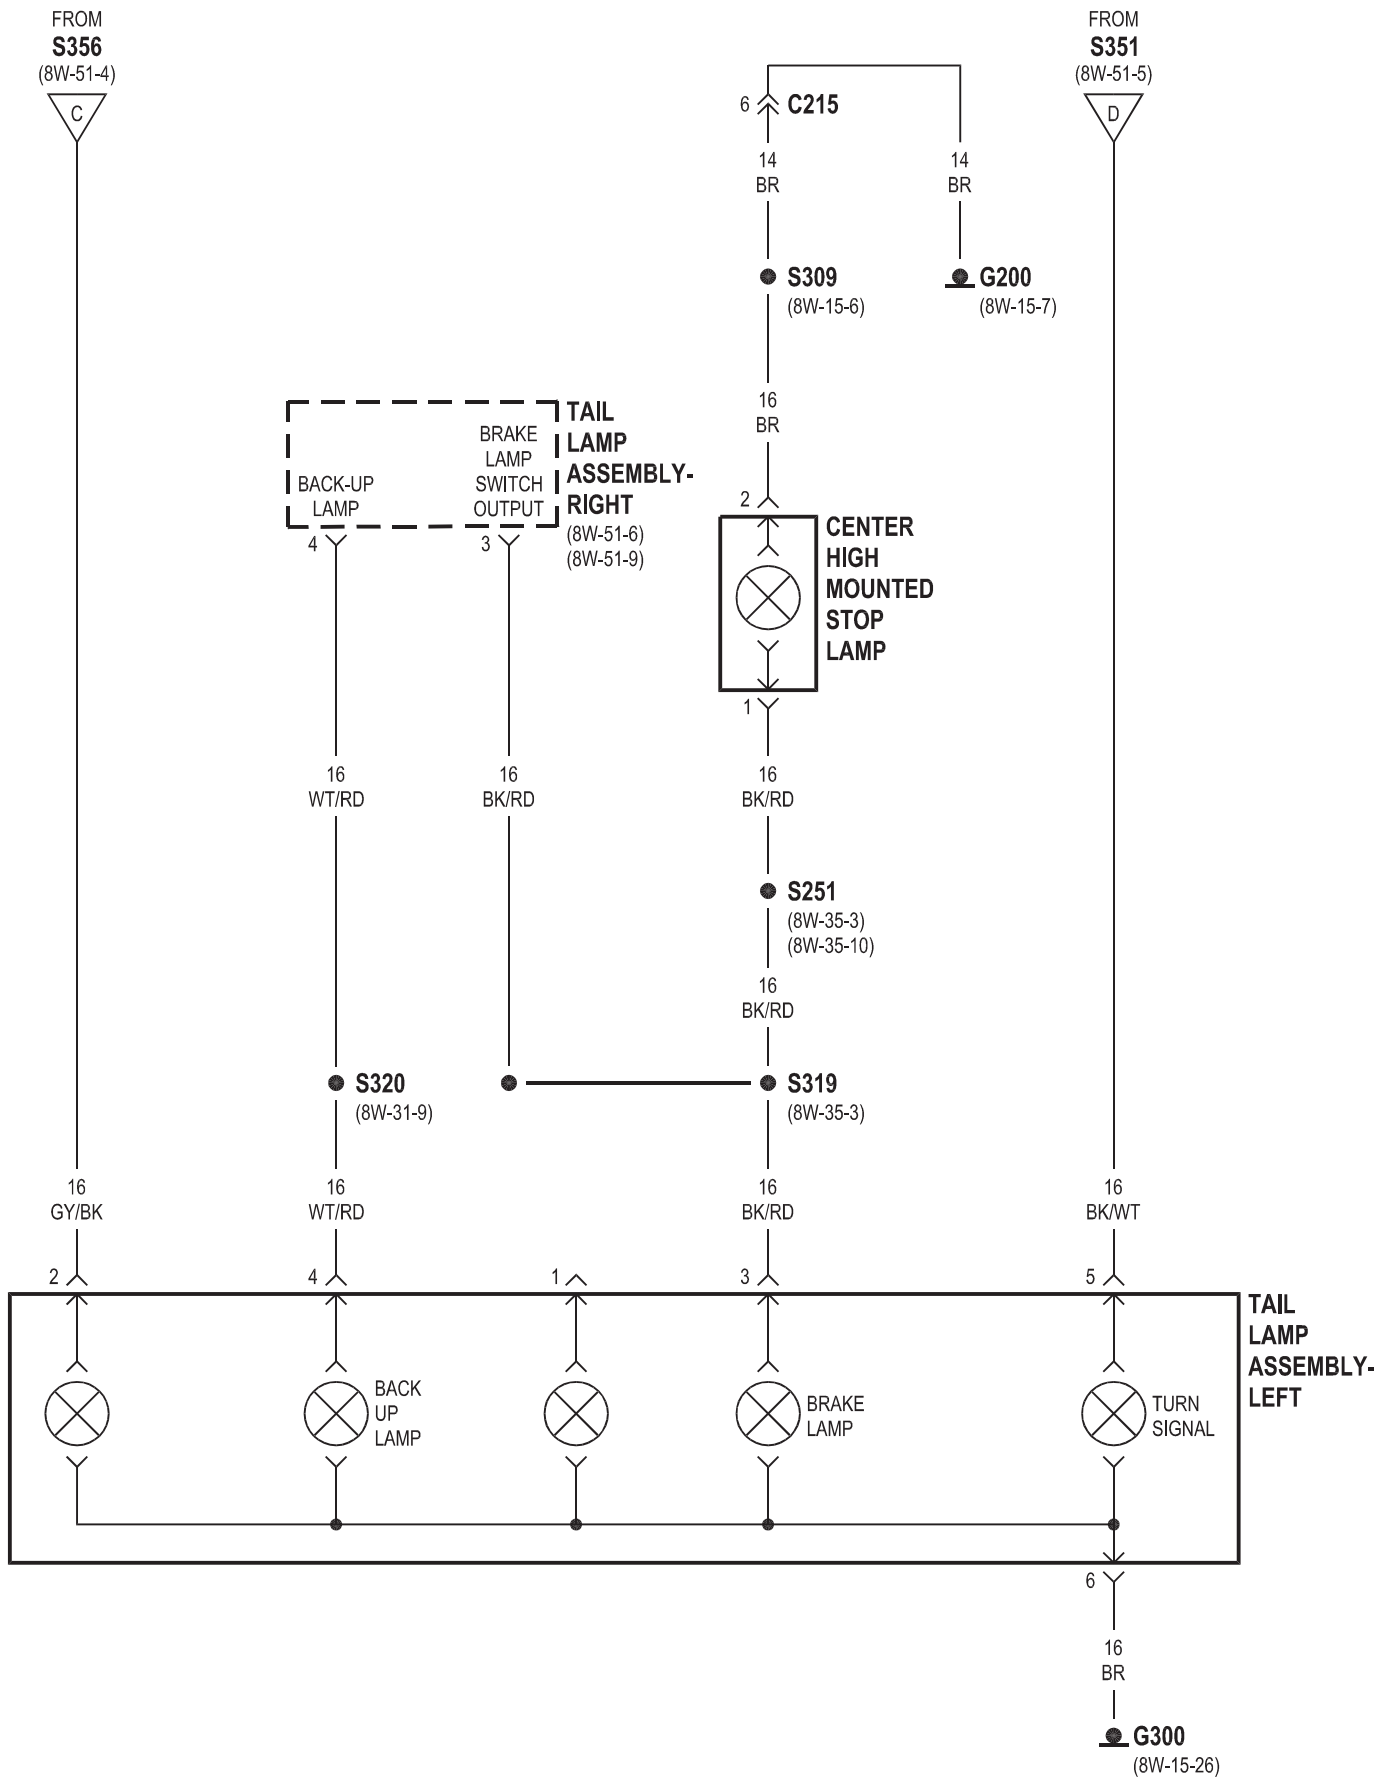 FROM
S356
(8W-51-4)
C
FROM
S351
(8W-51-5)
D
6
C215
14
BR
14
BR
S309
(8W-15-6)
G200
(8W-15-7)
16
BR
BACK-UP
LAMP
BRAKE
LAMP
SWITCH
OUTPUT
TAIL
LAMP
ASSEMBLY-
RIGHT
(8W-51-6)
(8W-51-9)
4
3
2
CENTER
HIGH
MOUNTED
STOP
LAMP
1
16
WT/RD
16
BK/RD
16
BK/RD
S251
(8W-35-3)
(8W-35-10)
16
BK/RD
S320
(8W-31-9)
S319
(8W-35-3)
16
GY/BK
16
WT/RD
16
BK/RD
16
BK/WT
2
4
1
3
5
TAIL
LAMP
ASSEMBLY-
LEFT
BACK
UP
LAMP
BRAKE
LAMP
TURN
SIGNAL
6
16
BR
G300
(8W-15-26)